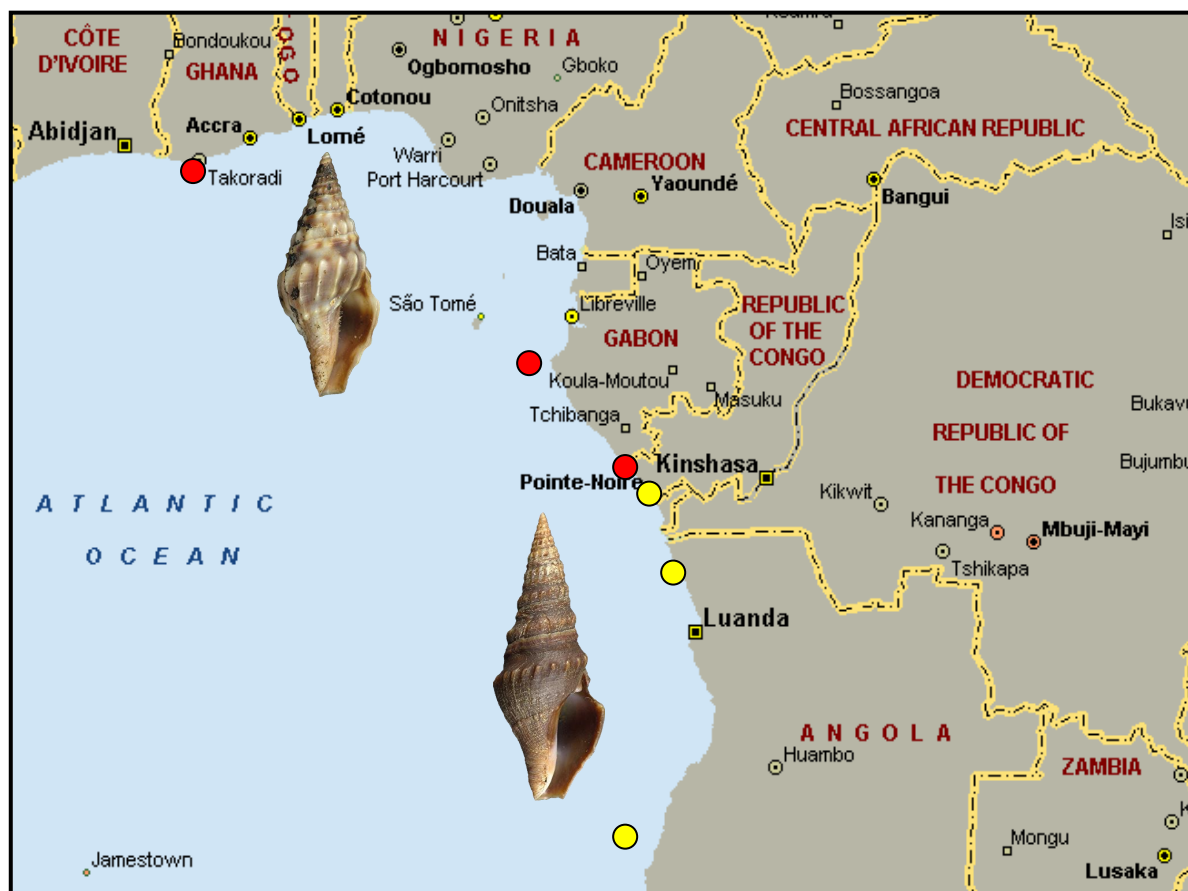 CÔTE
D'IVOIRE
Bondoukou
GHANA
NIGERIA
Ogbomosho
Gboko
Bossangoa
Cotonou
Onitsha
Abidjan
Accra
Lomé
CENTRAL AFRICAN REPUBLIC
Warri
Port Harcourt
Takoradi
CAMEROON
Yaoundé
Douala
Bangui
Bata
Oyem
São Tomé
Libreville
REPUBLIC
OF THE
CONGO
GABON
Koula-Moutou
Masuku
DEMOCRATIC
REPUBLIC OF
THE CONGO
Tchibanga
Kinshasa
Pointe-Noire
Kikwit
Kananga
Mbuji-Mayi
Tshikapa
ATLANTIC
OCEAN
Luanda
ANGOLA
Huambo
ZAMBIA
Mongu
Lusaka
Jamestown